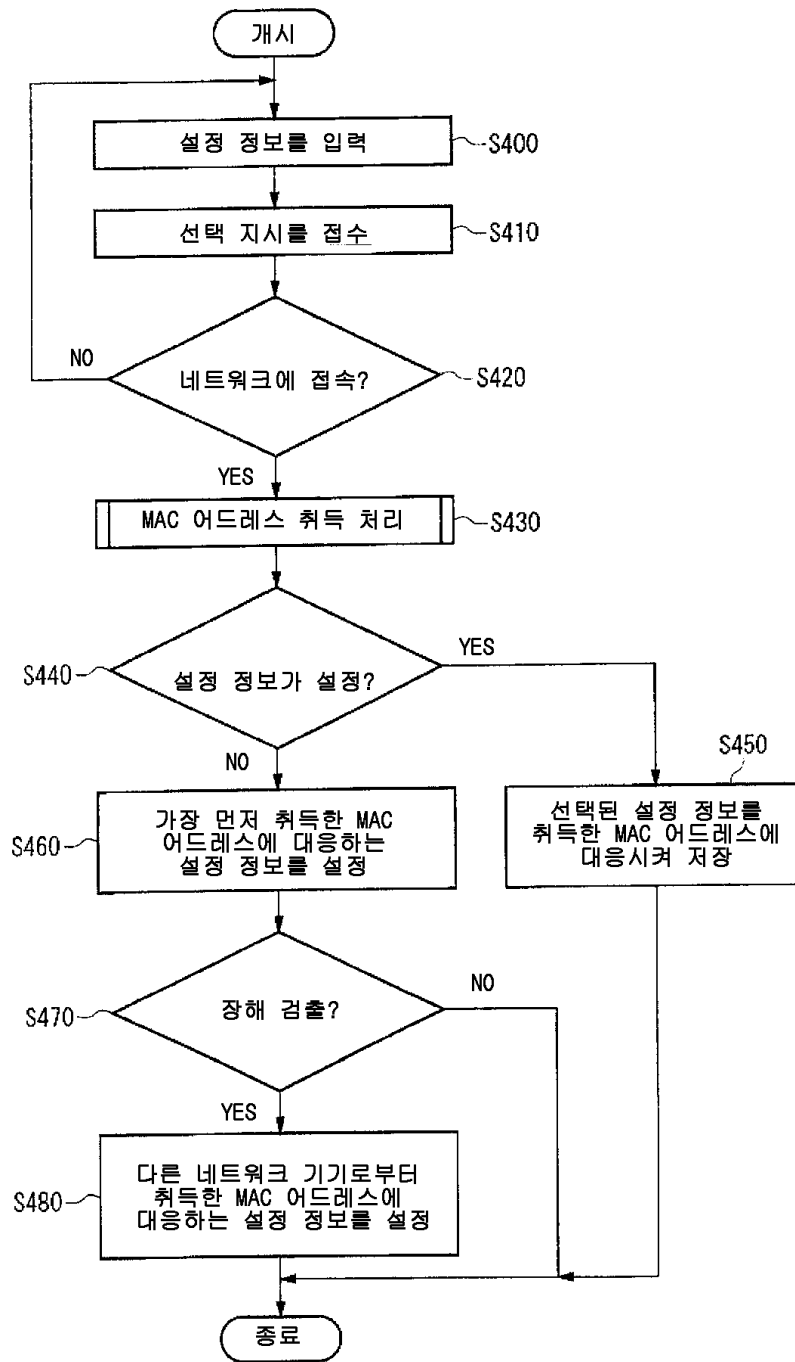 개시
설정 정보를 입력
S400
선택 지시를 접수
S410
NO
네트워크에 접속?
S420
YES
MAC 어드레스 취득 처리
S430
S440
설정 정보가 설정?
YES
NO
S450
선택된 설정 정보를
취득한 MAC 어드레스에
대응시켜 저장
S460
가장 먼저 취득한 MAC
어드레스에 대응하는
설정 정보를 설정
S470
장해 검출?
NO
YES
S480
다른 네트워크 기기로부터
취득한 MAC 어드레스에
대응하는 설정 정보를 설정
종료